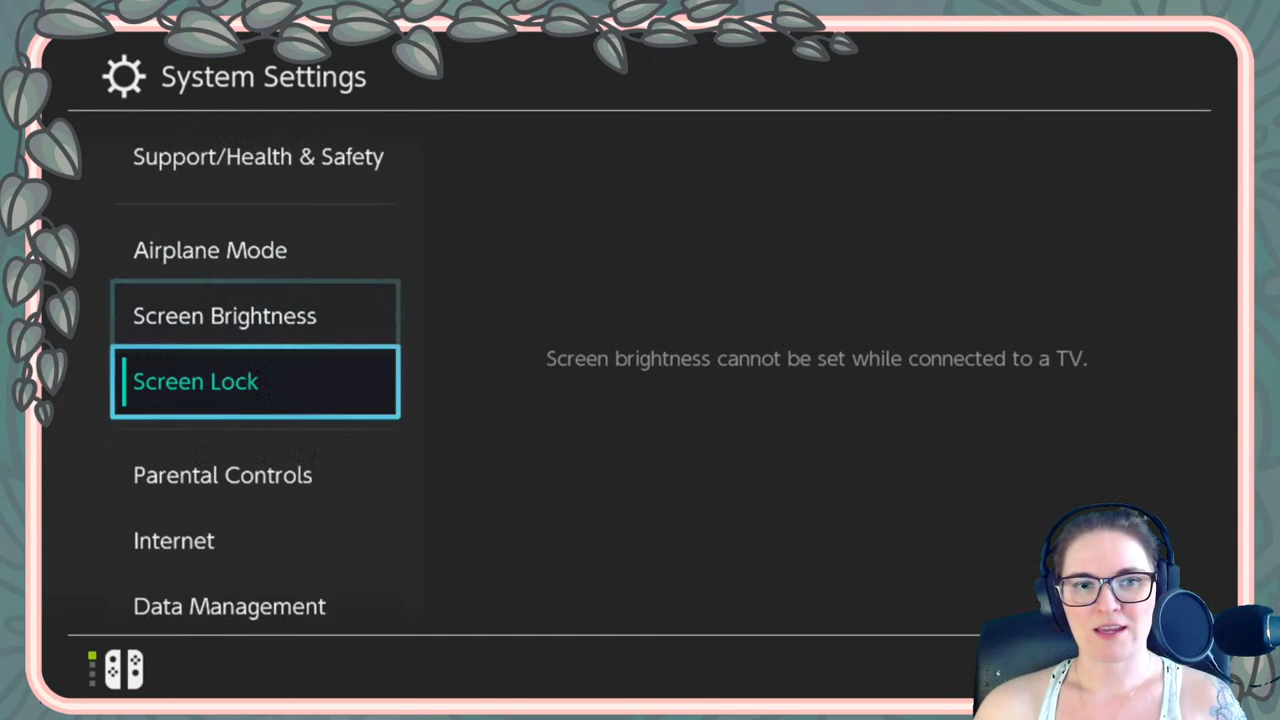 System Settings
Support/Health & Safety
Airplane Mode
Screen Brightness
Screen Lock
Screen brightness cannot be set while connected to a TV.
Parental Controls
Internet
Data Management